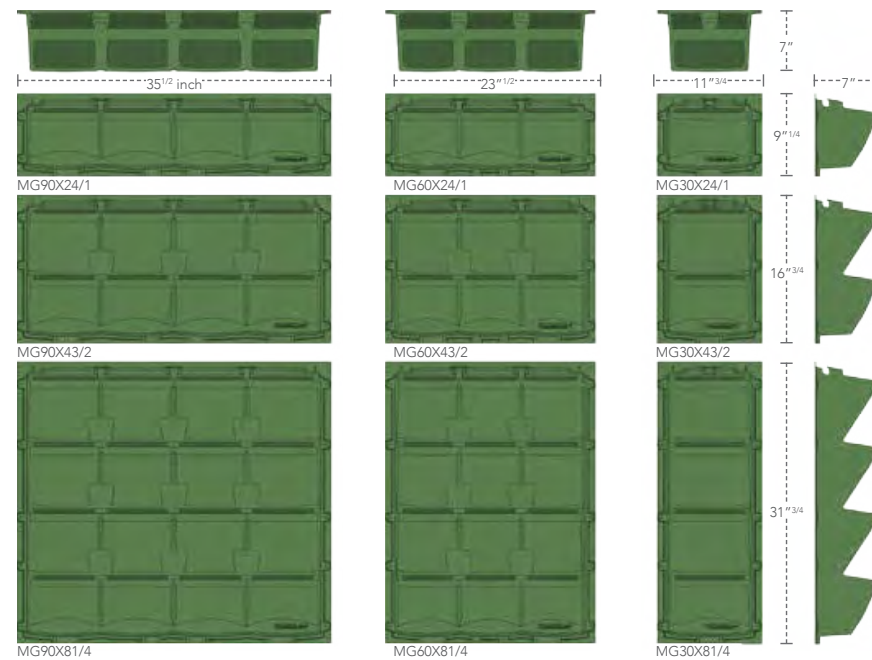 7"
35 1/2 inch
23" 1/2
11" 3/4
7"
9" 1/4
MG90X24/1
MG60X24/1
MG30X24/1
16" 3/4
MG90X43/2
MG60X43/2
MG30X43/2
31" 3/4
MG90X81/4
MG60X81/4
MG30X81/4